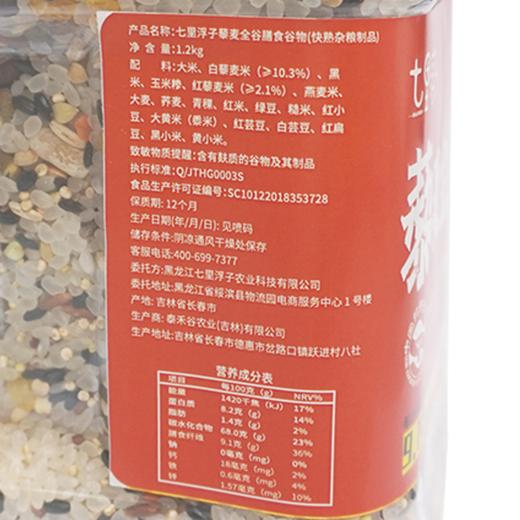 产品名称:七里浮子藜麦全谷膳食谷物(快熟杂粮制品)
净 含 量:1.2kg
配 料:大米、白藜麦米(≥10.3%)、黑
米、玉米糁、红藜麦米(≥2.1%)、燕麦米、
大麦、荞麦、青稞、红米、绿豆、糙米、红小
豆、大黄米(黍米)、红芸豆、白芸豆、红扁
豆、黑小米、黄小米。
致敏物质提醒:含有麸质的谷物及其制品
执行标准:Q/JTHG0003S
食品生产许可证编号:SC10122018353728
保质期:12个月
生产日期(年/月/日):见喷码
储存条件:阴凉通风干燥处保存
客服电话:400-699-7377
委托方:黑龙江七里浮子农业科技有限公司
委托地址:黑龙江省绥滨县物流园电商服务中心1号楼
产地:吉林省长春市
生产商:泰禾谷农业(吉林)有限公司
生产地址:吉林省长春市德惠市岔路口镇跃进村八社
营养成分表
项目 每100克(g) NRV%
能量 1420千焦(kJ) 17%
蛋白质 8.2克(g) 14%
脂肪 1.4克(g) 2%
碳水化合物 68.0克(g) 23%
膳食纤维 9.1克(g) 36%
钠 0毫克(mg) 0%
钙 18毫克(mg) 2%
铁 0.6毫克(mg) 4%
锌 1.57毫克(mg) 10%
七里